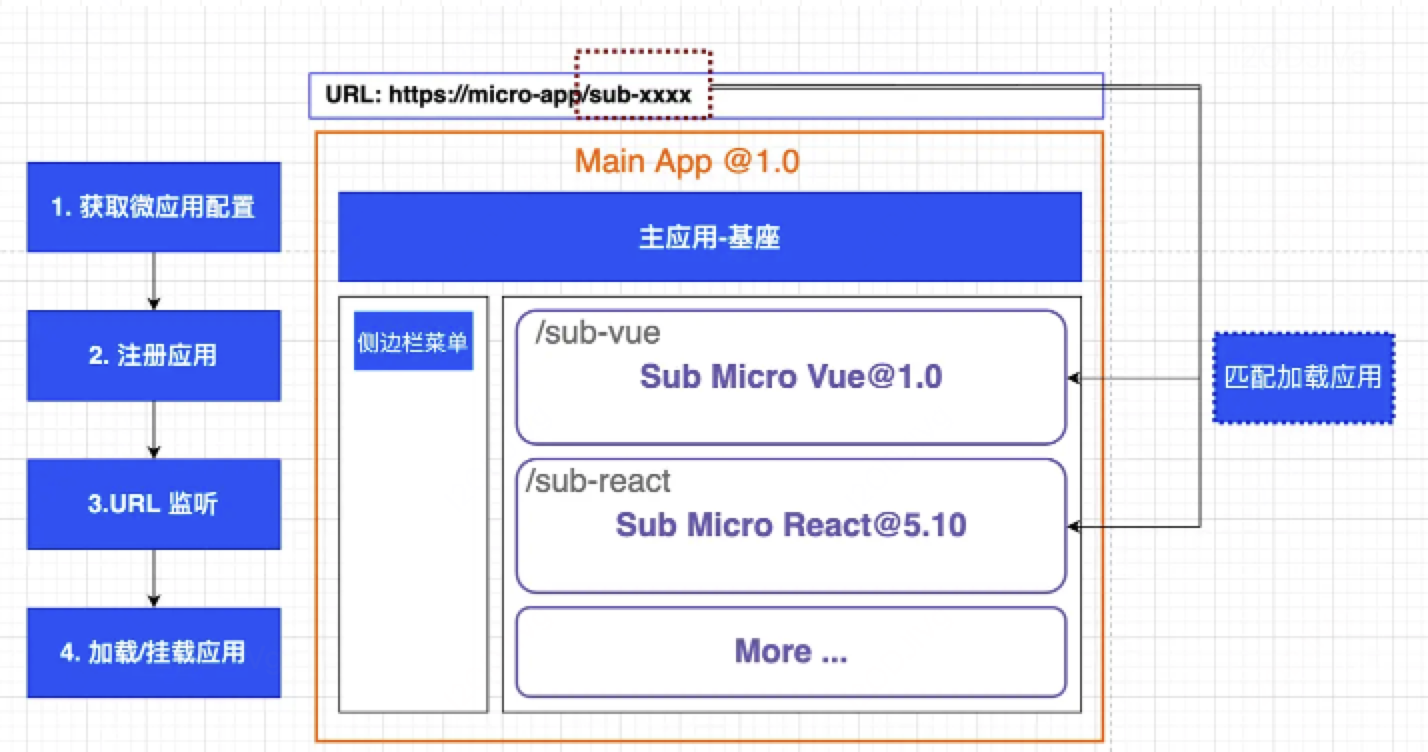 URL: https://micro-app/sub-xxxx
Main App @1.0
1. 获取微应用配置
2. 注册应用
3.URL 监听
4. 加载/挂载应用
主应用-基座
侧边栏菜单
/sub-vue
Sub Micro Vue@1.0
/sub-react
Sub Micro React@5.10
More ...
匹配加载应用